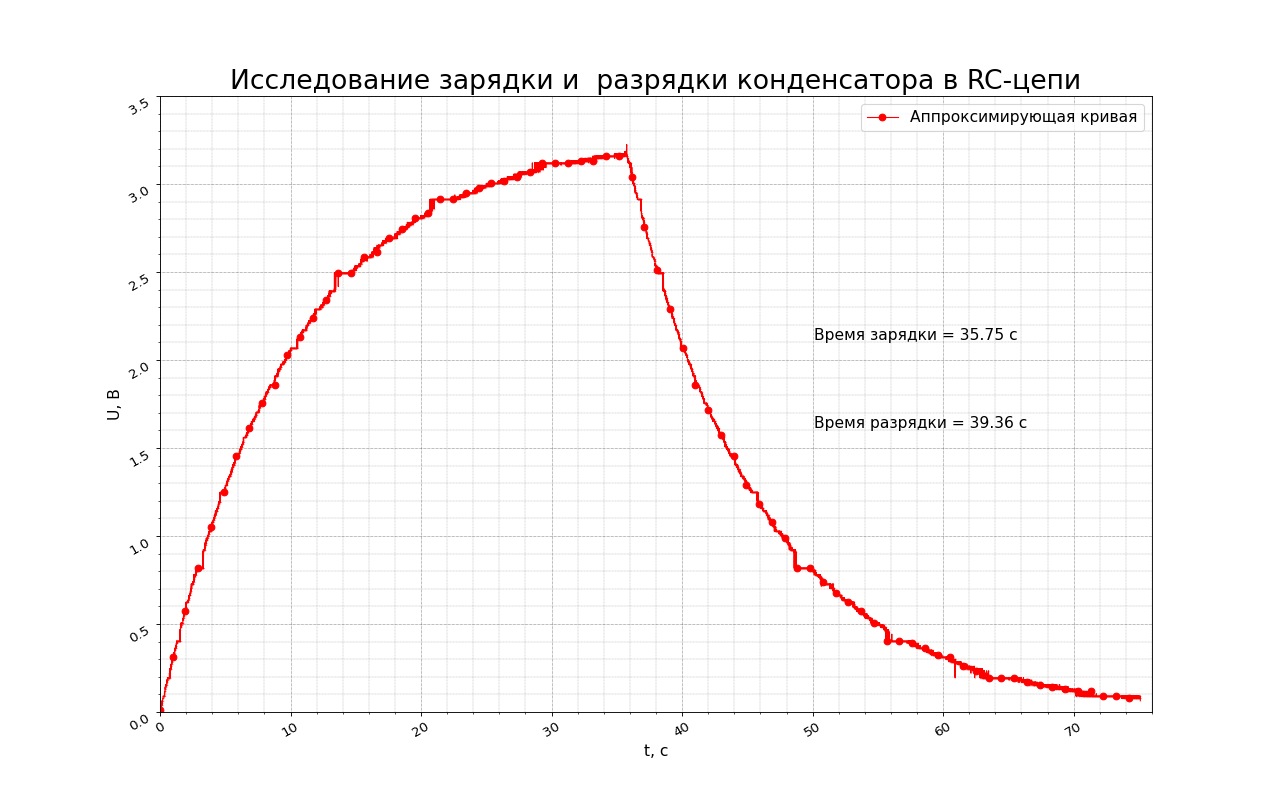 Исследование зарядки и  разрядки конденсатора в RC-цепи
Аппроксимирующая кривая
3.5
3.0
2.5
2.0
1.5
1.0
0.5
0.0
U, В
Время зарядки = 35.75 с
Время разрядки = 39.36 с
0 10 20 30 40 50 60 70
t, с